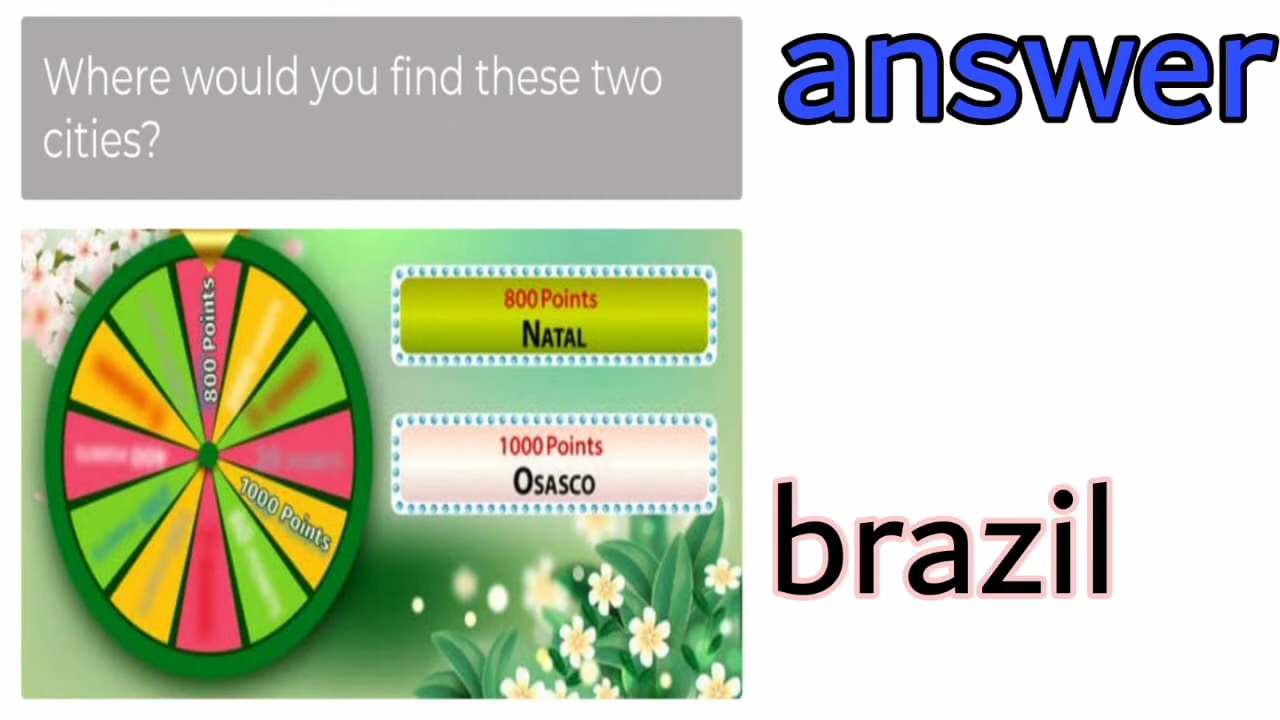 Where would you find these two
cities?
answer
800 Points
800 Points
NATAL
1000 Points
OSASCO
1000 Points
brazil